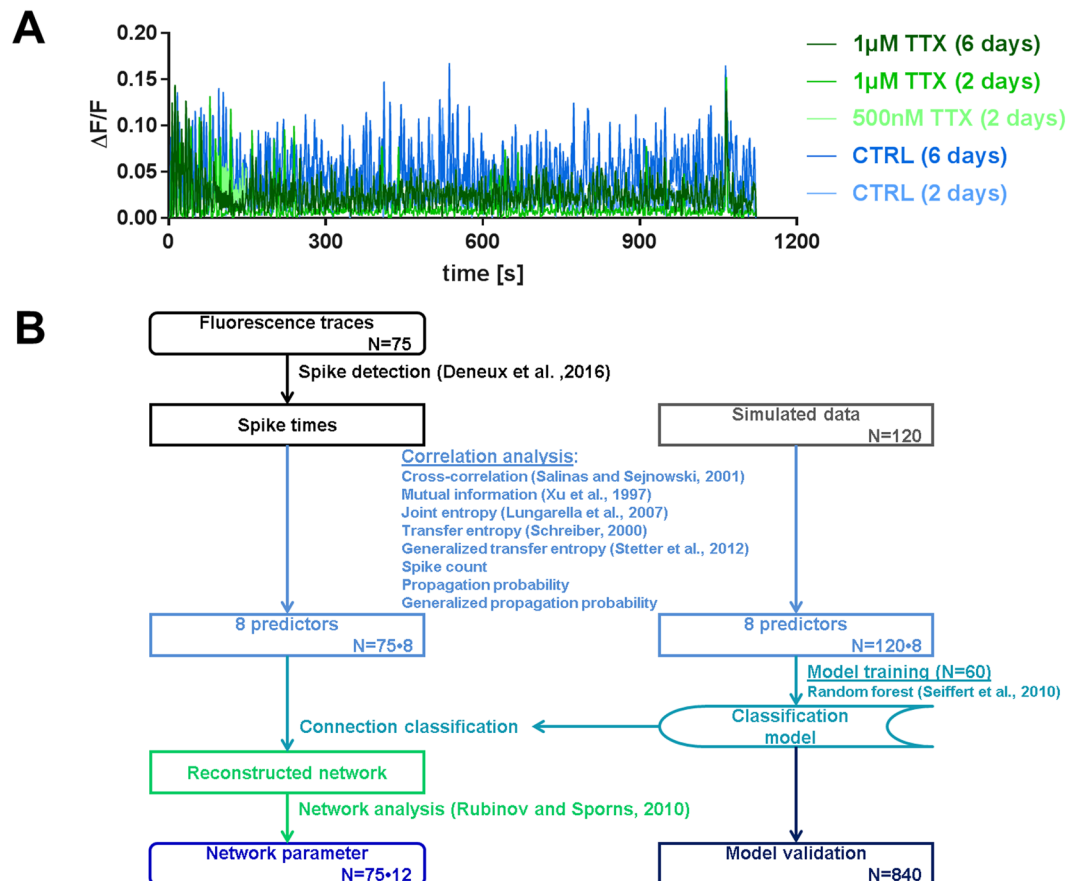 A
0.20
0.15
0.10
0.05
0.00
ΔF/F
0
300
600
900
1200
time [s]
1µM TTX (6 days)
1µM TTX (2 days)
500nM TTX (2 days)
CTRL (6 days)
CTRL (2 days)
B
Fluorescence traces
N=75
Spike detection (Deneux et al. ,2016)
Spike times
Simulated data
N=120
Correlation analysis:
Cross-correlation (Salinas and Sejnowski, 2001)
Mutual information (Xu et al., 1997)
Joint entropy (Lungarella et al., 2007)
Transfer entropy (Schreiber, 2000)
Generalized transfer entropy (Stetter et al., 2012)
Spike count
Propagation probability
Generalized propagation probability
8 predictors
N=75•8
8 predictors
N=120•8
Model training (N=60)
Random forest (Seiffert et al., 2010)
Connection classification
Classification
model
Reconstructed network
Network analysis (Rubinov and Sporns, 2010)
Network parameter
N=75•12
Model validation
N=840